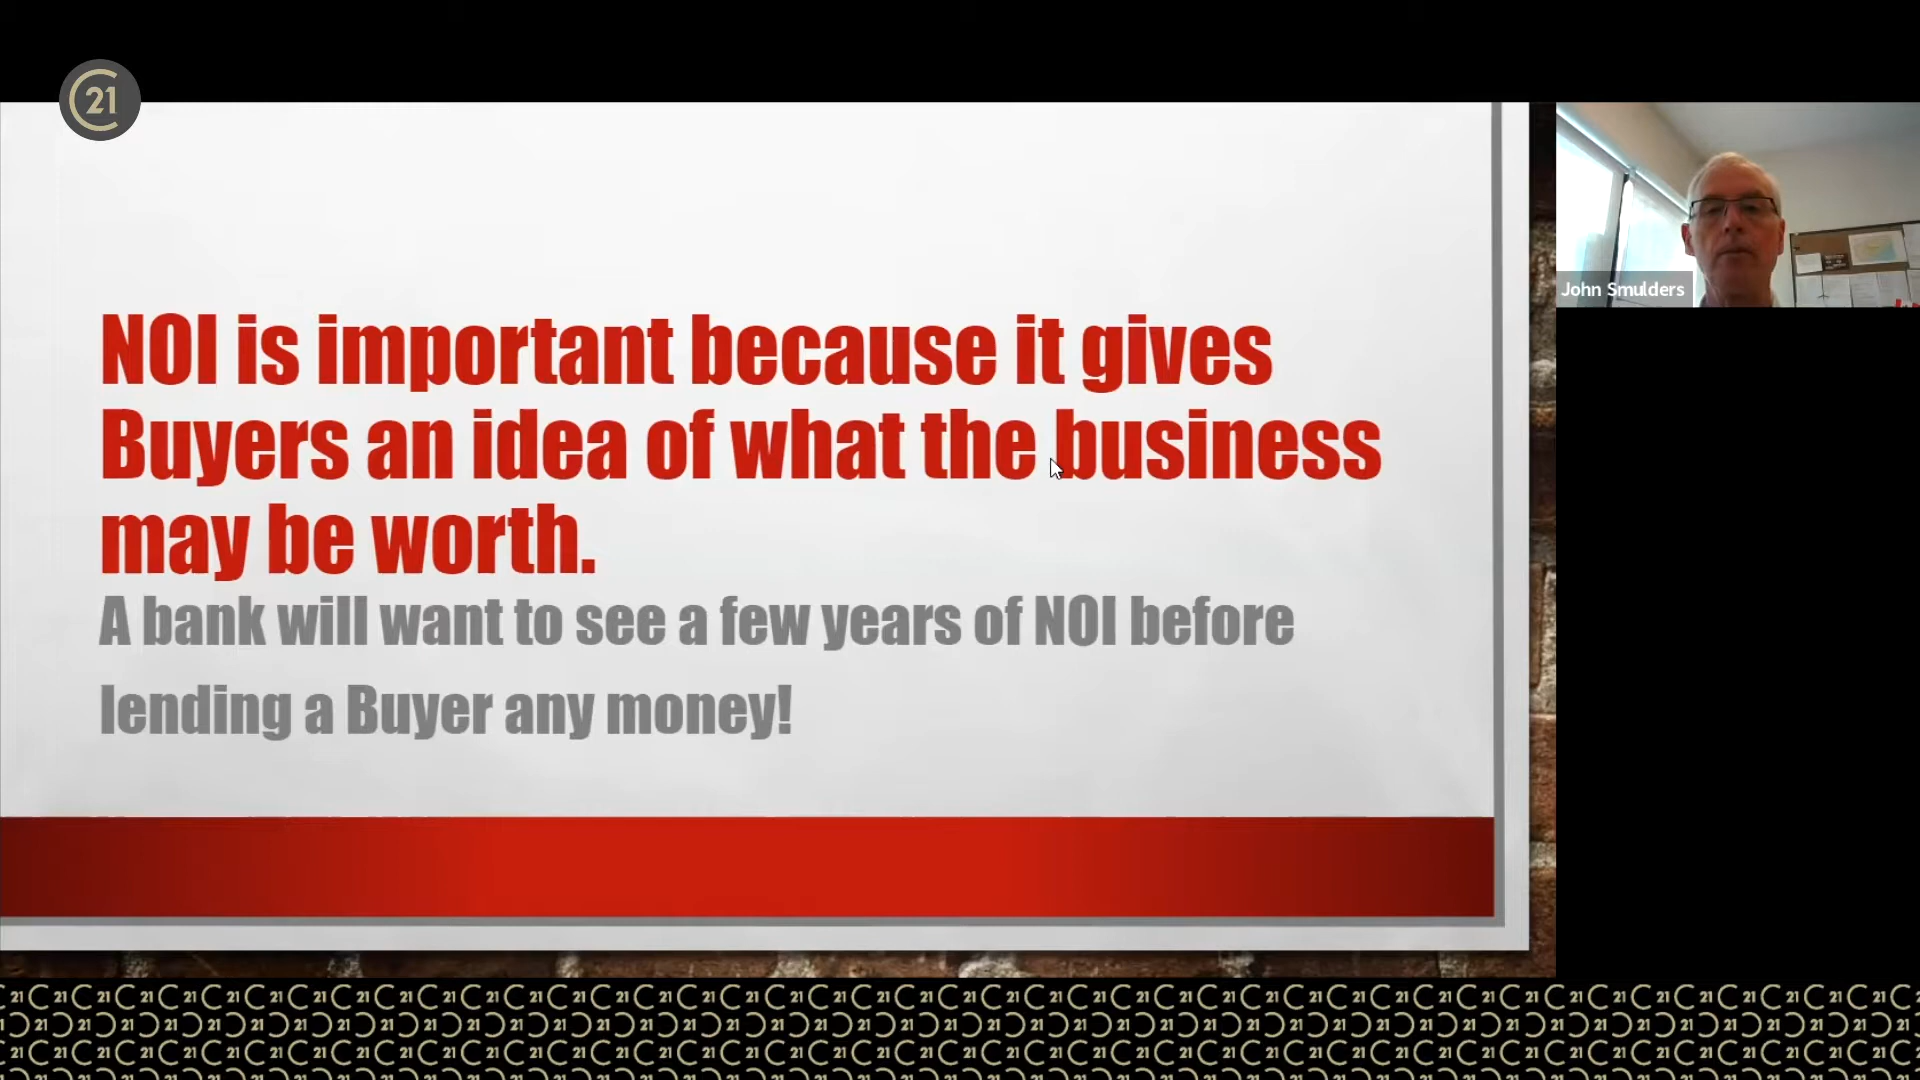 C21
NOI is important because it gives
Buyers an idea of what the business
may be worth.
A bank will want to see a few years of NOI before
lending a Buyer any money!
John Smulders